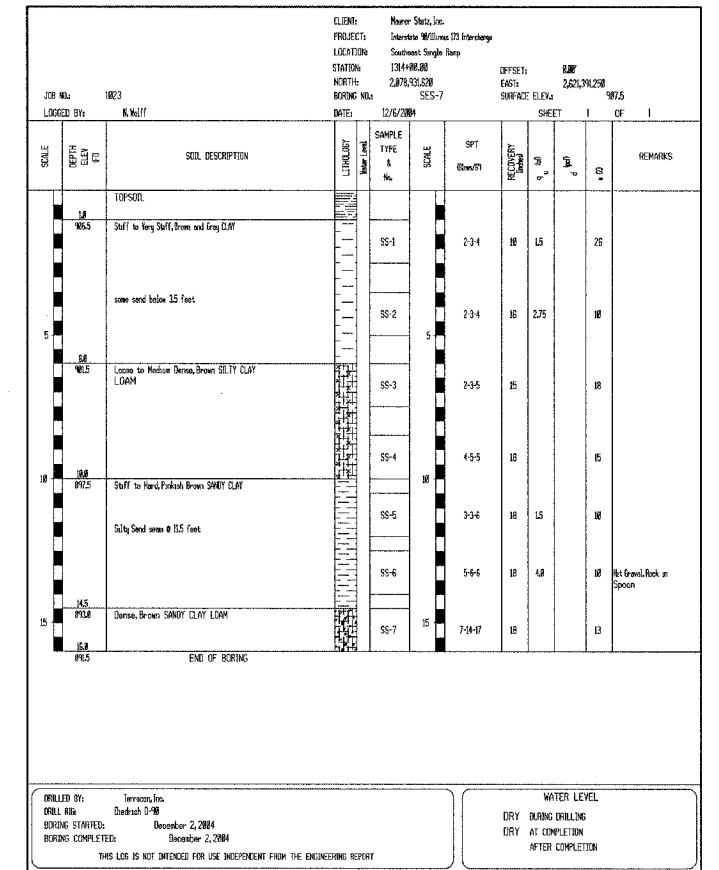 CLIENT: Maurer Stutz, Inc.
PROJECT: Interstate 90/Illinois 173 Interchange
LOCATION: Southeast Single Ramp
STATION: 1314+00.00 OFFSET: 0.00'
NORTH: 2,078,931.620 EAST: 2,621,391.250
JOB NO.: 1023 BORING NO.: SES-7 SURFACE ELEV.: 907.5
LOGGED BY: N. Wolff DATE: 12/6/2004 SHEET 1 OF 1
SCALE DEPTH ELEV (FT) SOIL DESCRIPTION LITHOLOGY Water Level SAMPLE TYPE & No. SCALE SPT (Blows/6") RECOVERY (inches) q u (tsf) d (pcf) w (%) REMARKS
TOPSOIL
1.0
906.5 Stiff to Very Stiff, Brown and Gray CLAY
SS-1 2-3-4 10 1.5 26
some sand below 3.5 feet
SS-2 2-3-4 16 2.75 10
5 5
6.0
901.5 Loose to Medium Dense, Brown SILTY CLAY
LOAM
SS-3 2-3-5 15 18
SS-4 4-5-5 18 15
10 10.0 10
897.5 Stiff to Hard, Pinkish Brown SANDY CLAY
SS-5 3-3-6 18 1.5 10
Silty Sand seam @ 11.5 feet
SS-6 5-6-6 18 4.0 10 Hit Gravel, Rock in
Spoon
14.5
15 893.0 Dense, Brown SANDY CLAY LOAM 15
SS-7 7-14-17 18 13
16.0
891.5 END OF BORING
DRILLED BY: Terracon, Inc.
DRILL RIG: Diedrich D-90
BORING STARTED: December 2, 2004
BORING COMPLETED: December 2, 2004
THIS LOG IS NOT INTENDED FOR USE INDEPENDENT FROM THE ENGINEERING REPORT
WATER LEVEL
DRY DURING DRILLING
DRY AT COMPLETION
AFTER COMPLETION